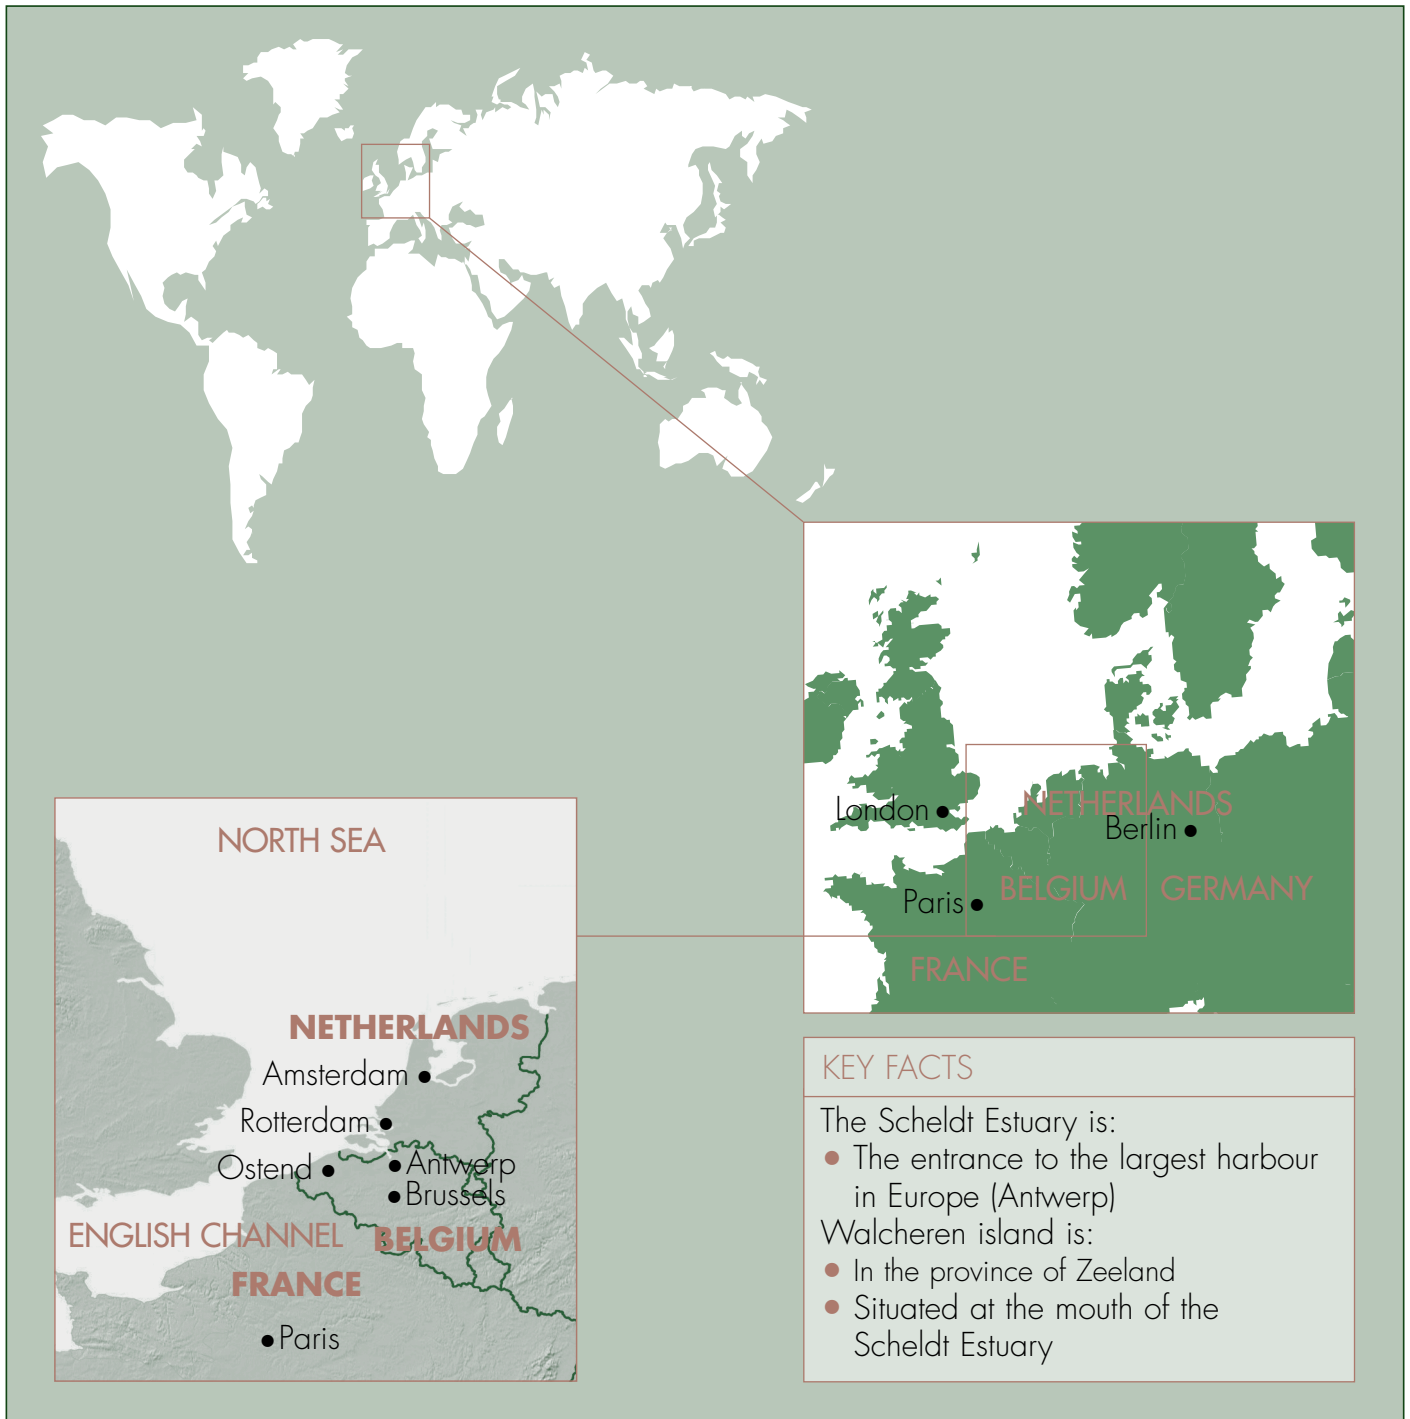 London
NETHERLANDS
Berlin
BELGIUM
GERMANY
Paris
FRANCE
NORTH SEA
NETHERLANDS
Amsterdam
Rotterdam
Ostend
Antwerp
Brussels
ENGLISH CHANNEL
BELGIUM
FRANCE
Paris
KEY FACTS
The Scheldt Estuary is:
• The entrance to the largest harbour
in Europe (Antwerp)
Walcheren island is:
• In the province of Zeeland
• Situated at the mouth of the
Scheldt Estuary